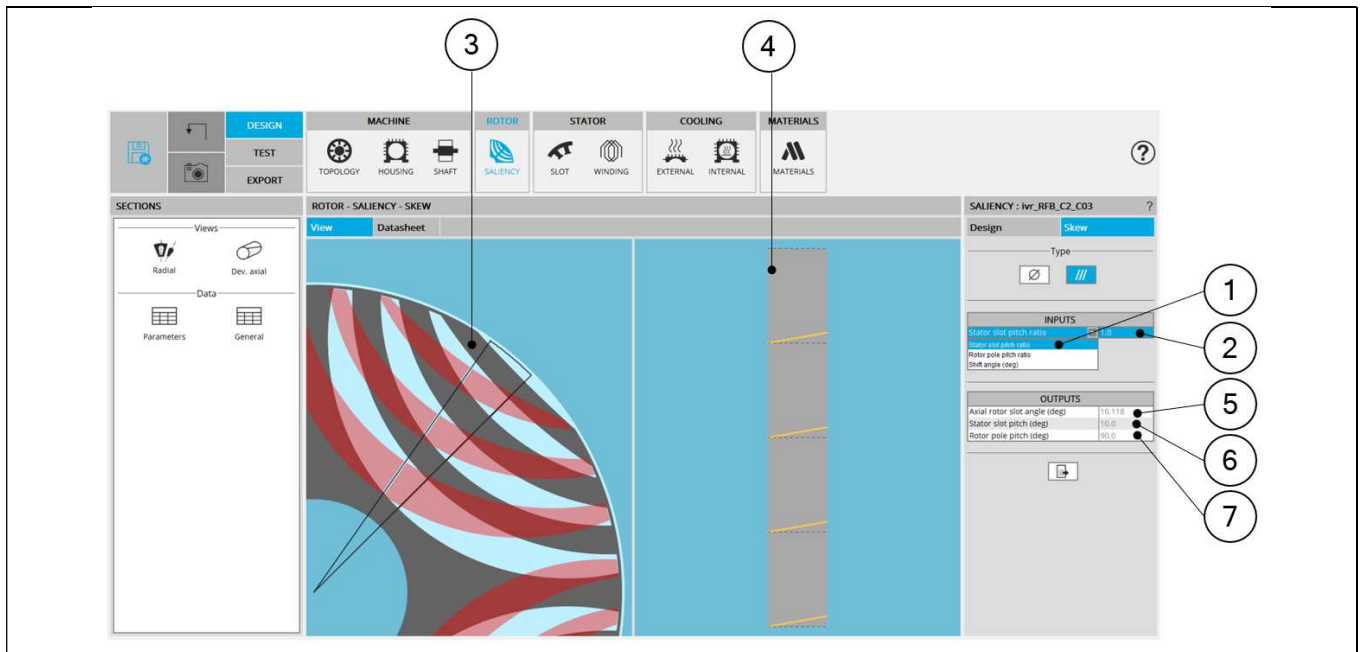 3
4
DESIGN
TEST
EXPORT
MACHINE
TOPOLOGY
HOUSING
SHAFT
ROTOR
SALIENCY
STATOR
SLOT
WINDING
COOLING
EXTERNAL
INTERNAL
MATERIALS
MATERIALS
?
SECTIONS
Views
Radial
Dev. axial
Data
Parameters
General
ROTOR - SALIENCY - SKEW
View
Datasheet
SALIENCY : ivr_RFB_C2_C03
?
Design
Skew
Type
INPUTS
Stator slot pitch ratio 1.0
Stator slot pitch ratio
Rotor pole pitch ratio
Shift angle (deg)
OUTPUTS
Axial rotor slot angle (deg) 10.118
Stator slot pitch (deg) 10.0
Rotor pole pitch (deg) 90.0
1
2
5
6
7